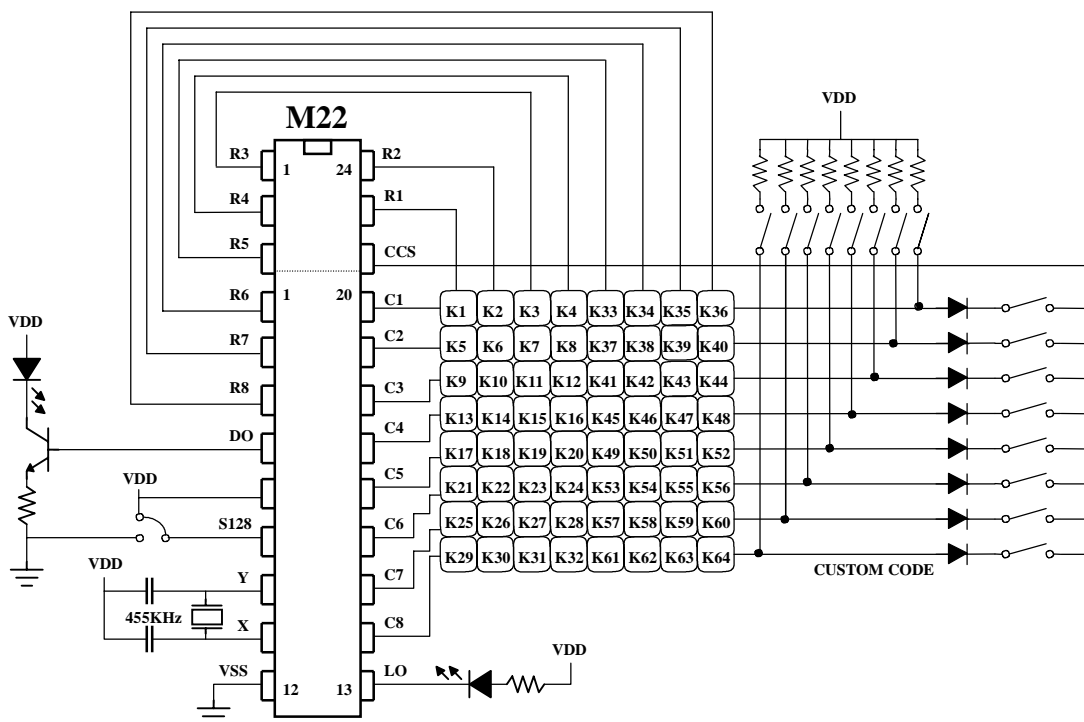 M22
VDD
R3 1 24 R2
R4 R1
R5 CCS
R6 1 20 C1
VDD
R7 C2
R8 C3
DO C4
VDD
C5
S128 C6
VDD
Y C7
455KHz
X C8
VSS 12 13 LO
VDD
K1 K2 K3 K4 K33 K34 K35 K36
K5 K6 K7 K8 K37 K38 K39 K40
K9 K10 K11 K12 K41 K42 K43 K44
K13 K14 K15 K16 K45 K46 K47 K48
K17 K18 K19 K20 K49 K50 K51 K52
K21 K22 K23 K24 K53 K54 K55 K56
K25 K26 K27 K28 K57 K58 K59 K60
K29 K30 K31 K32 K61 K62 K63 K64
CUSTOM CODE